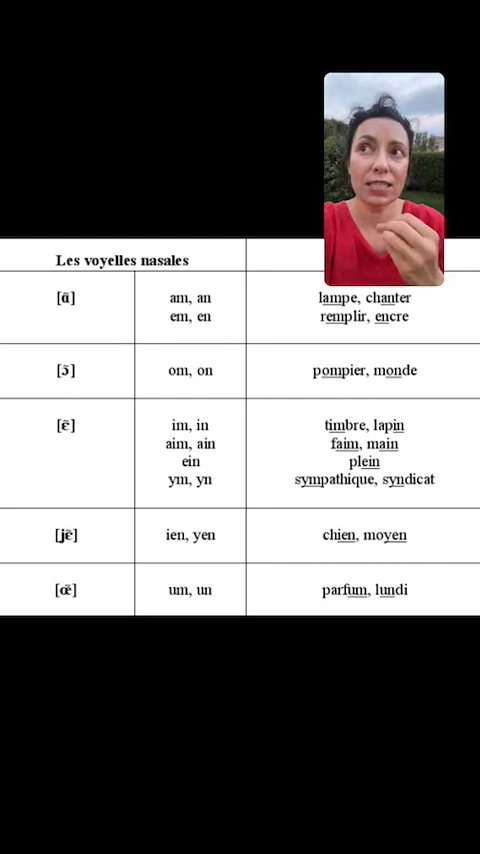 Les voyelles nasales
[ɑ̃] am, an lampe, chanter
em, en remplir, encre
[ɔ̃] om, on pompier, monde
[ɛ̃] im, in timbre, lapin
aim, ain faim, main
ein plein
ym, yn sympathique, syndicat
[jɛ̃] ien, yen chien, moyen
[œ̃] um, un parfum, lundi